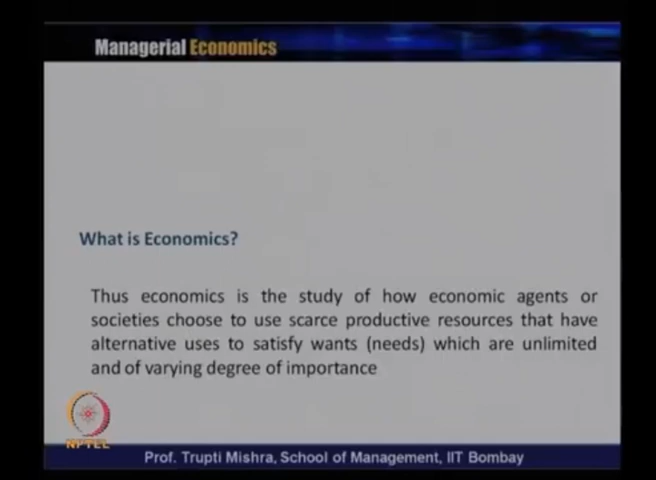 Managerial Economics
What is Economics?
Thus economics is the study of how economic agents or
societies choose to use scarce productive resources that have
alternative uses to satisfy wants (needs) which are unlimited
and of varying degree of importance
NPTEL
Prof. Trupti Mishra, School of Management, IIT Bombay